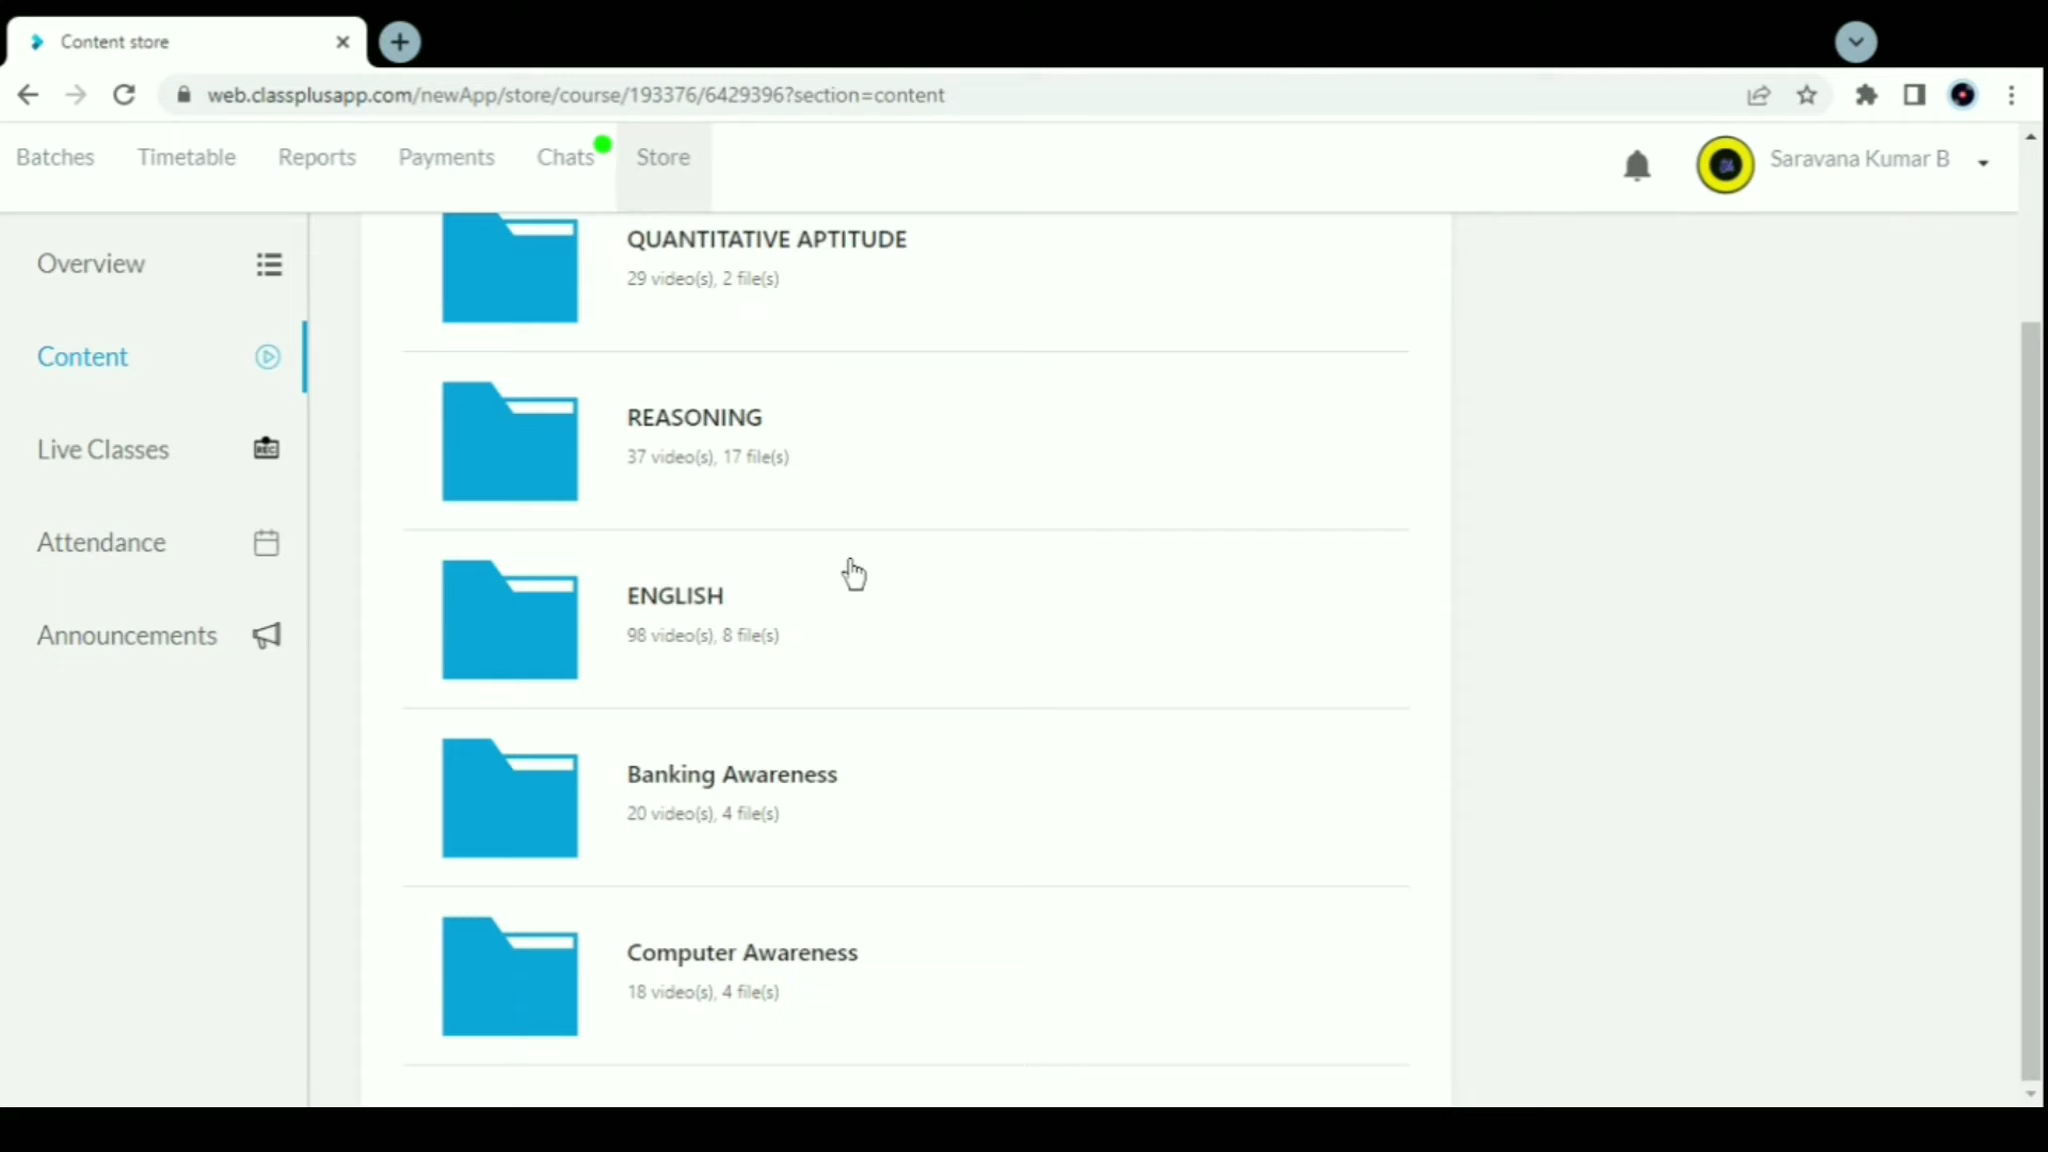 Content store
web.classplusapp.com/newApp/store/course/193376/6429396?section=content
Batches Timetable Reports Payments Chats Store Saravana Kumar B
Overview
Content
Live Classes
REC
Attendance
Announcements
QUANTITATIVE APTITUDE
29 video(s), 2 file(s)
REASONING
37 video(s), 17 file(s)
ENGLISH
98 video(s), 8 file(s)
Banking Awareness
20 video(s), 4 file(s)
Computer Awareness
18 video(s), 4 file(s)